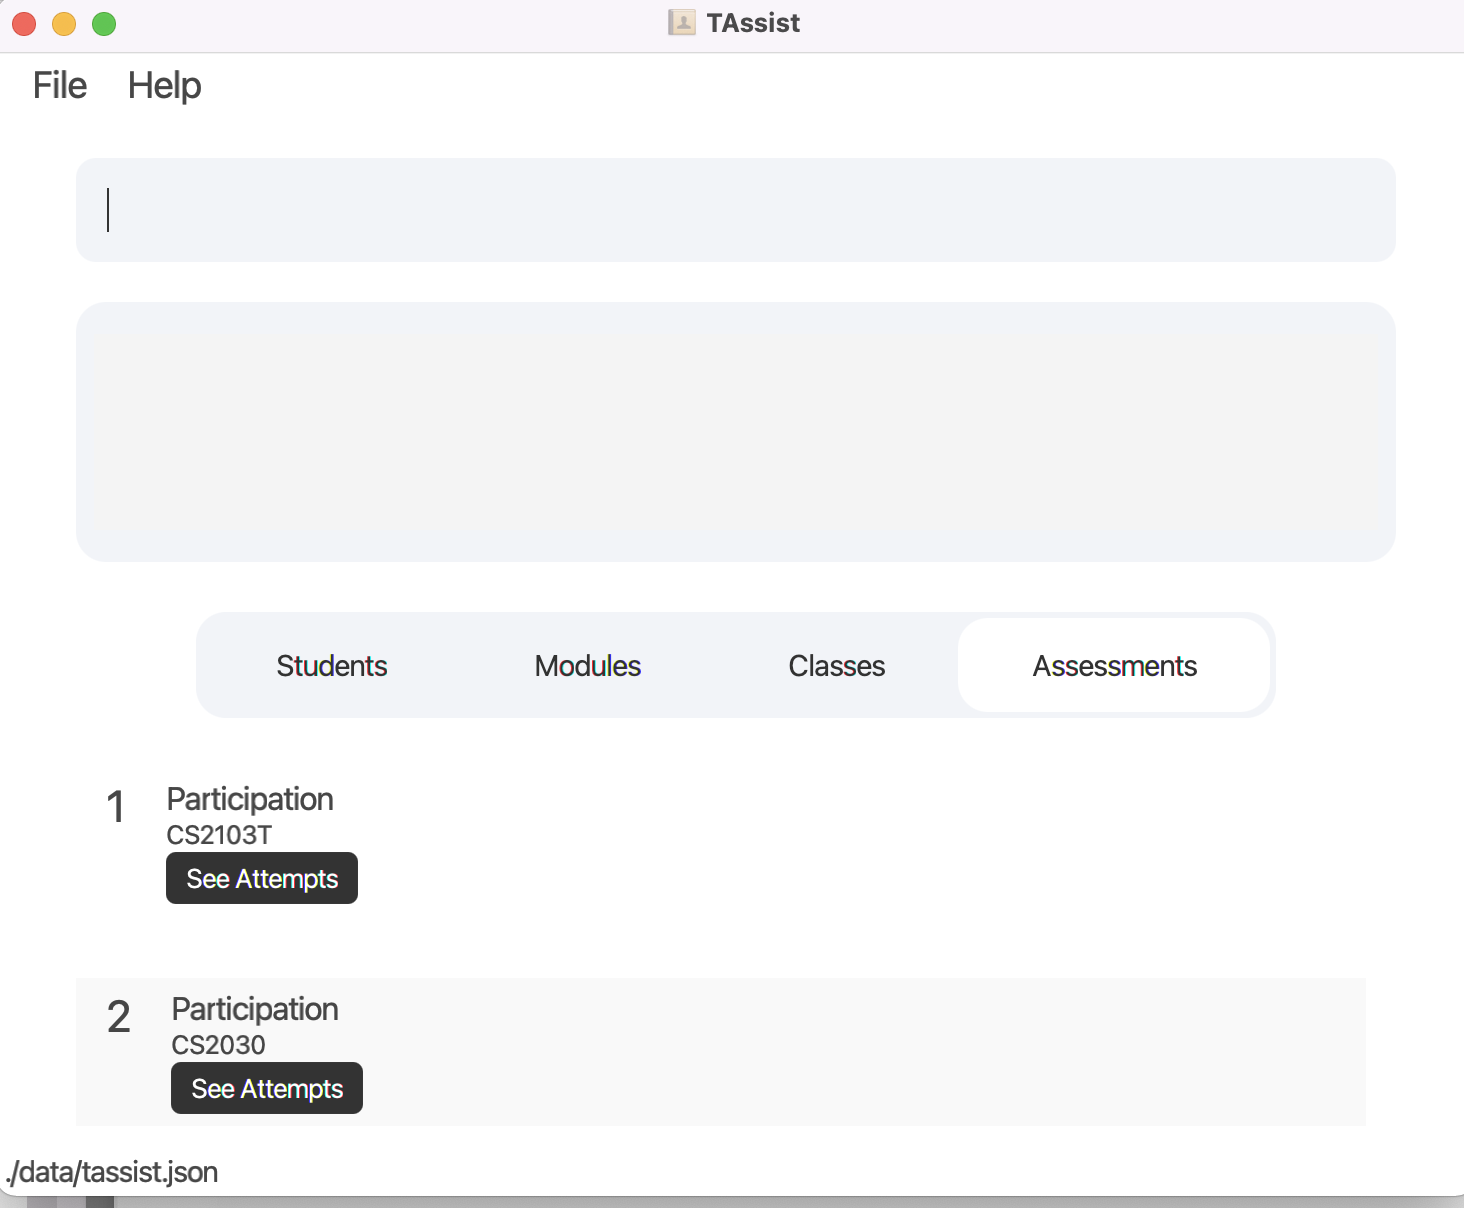 TAssist
File Help
Students Modules Classes Assessments
1 Participation
CS2103T
See Attempts
2 Participation
CS2030
See Attempts
./data/tassist.json